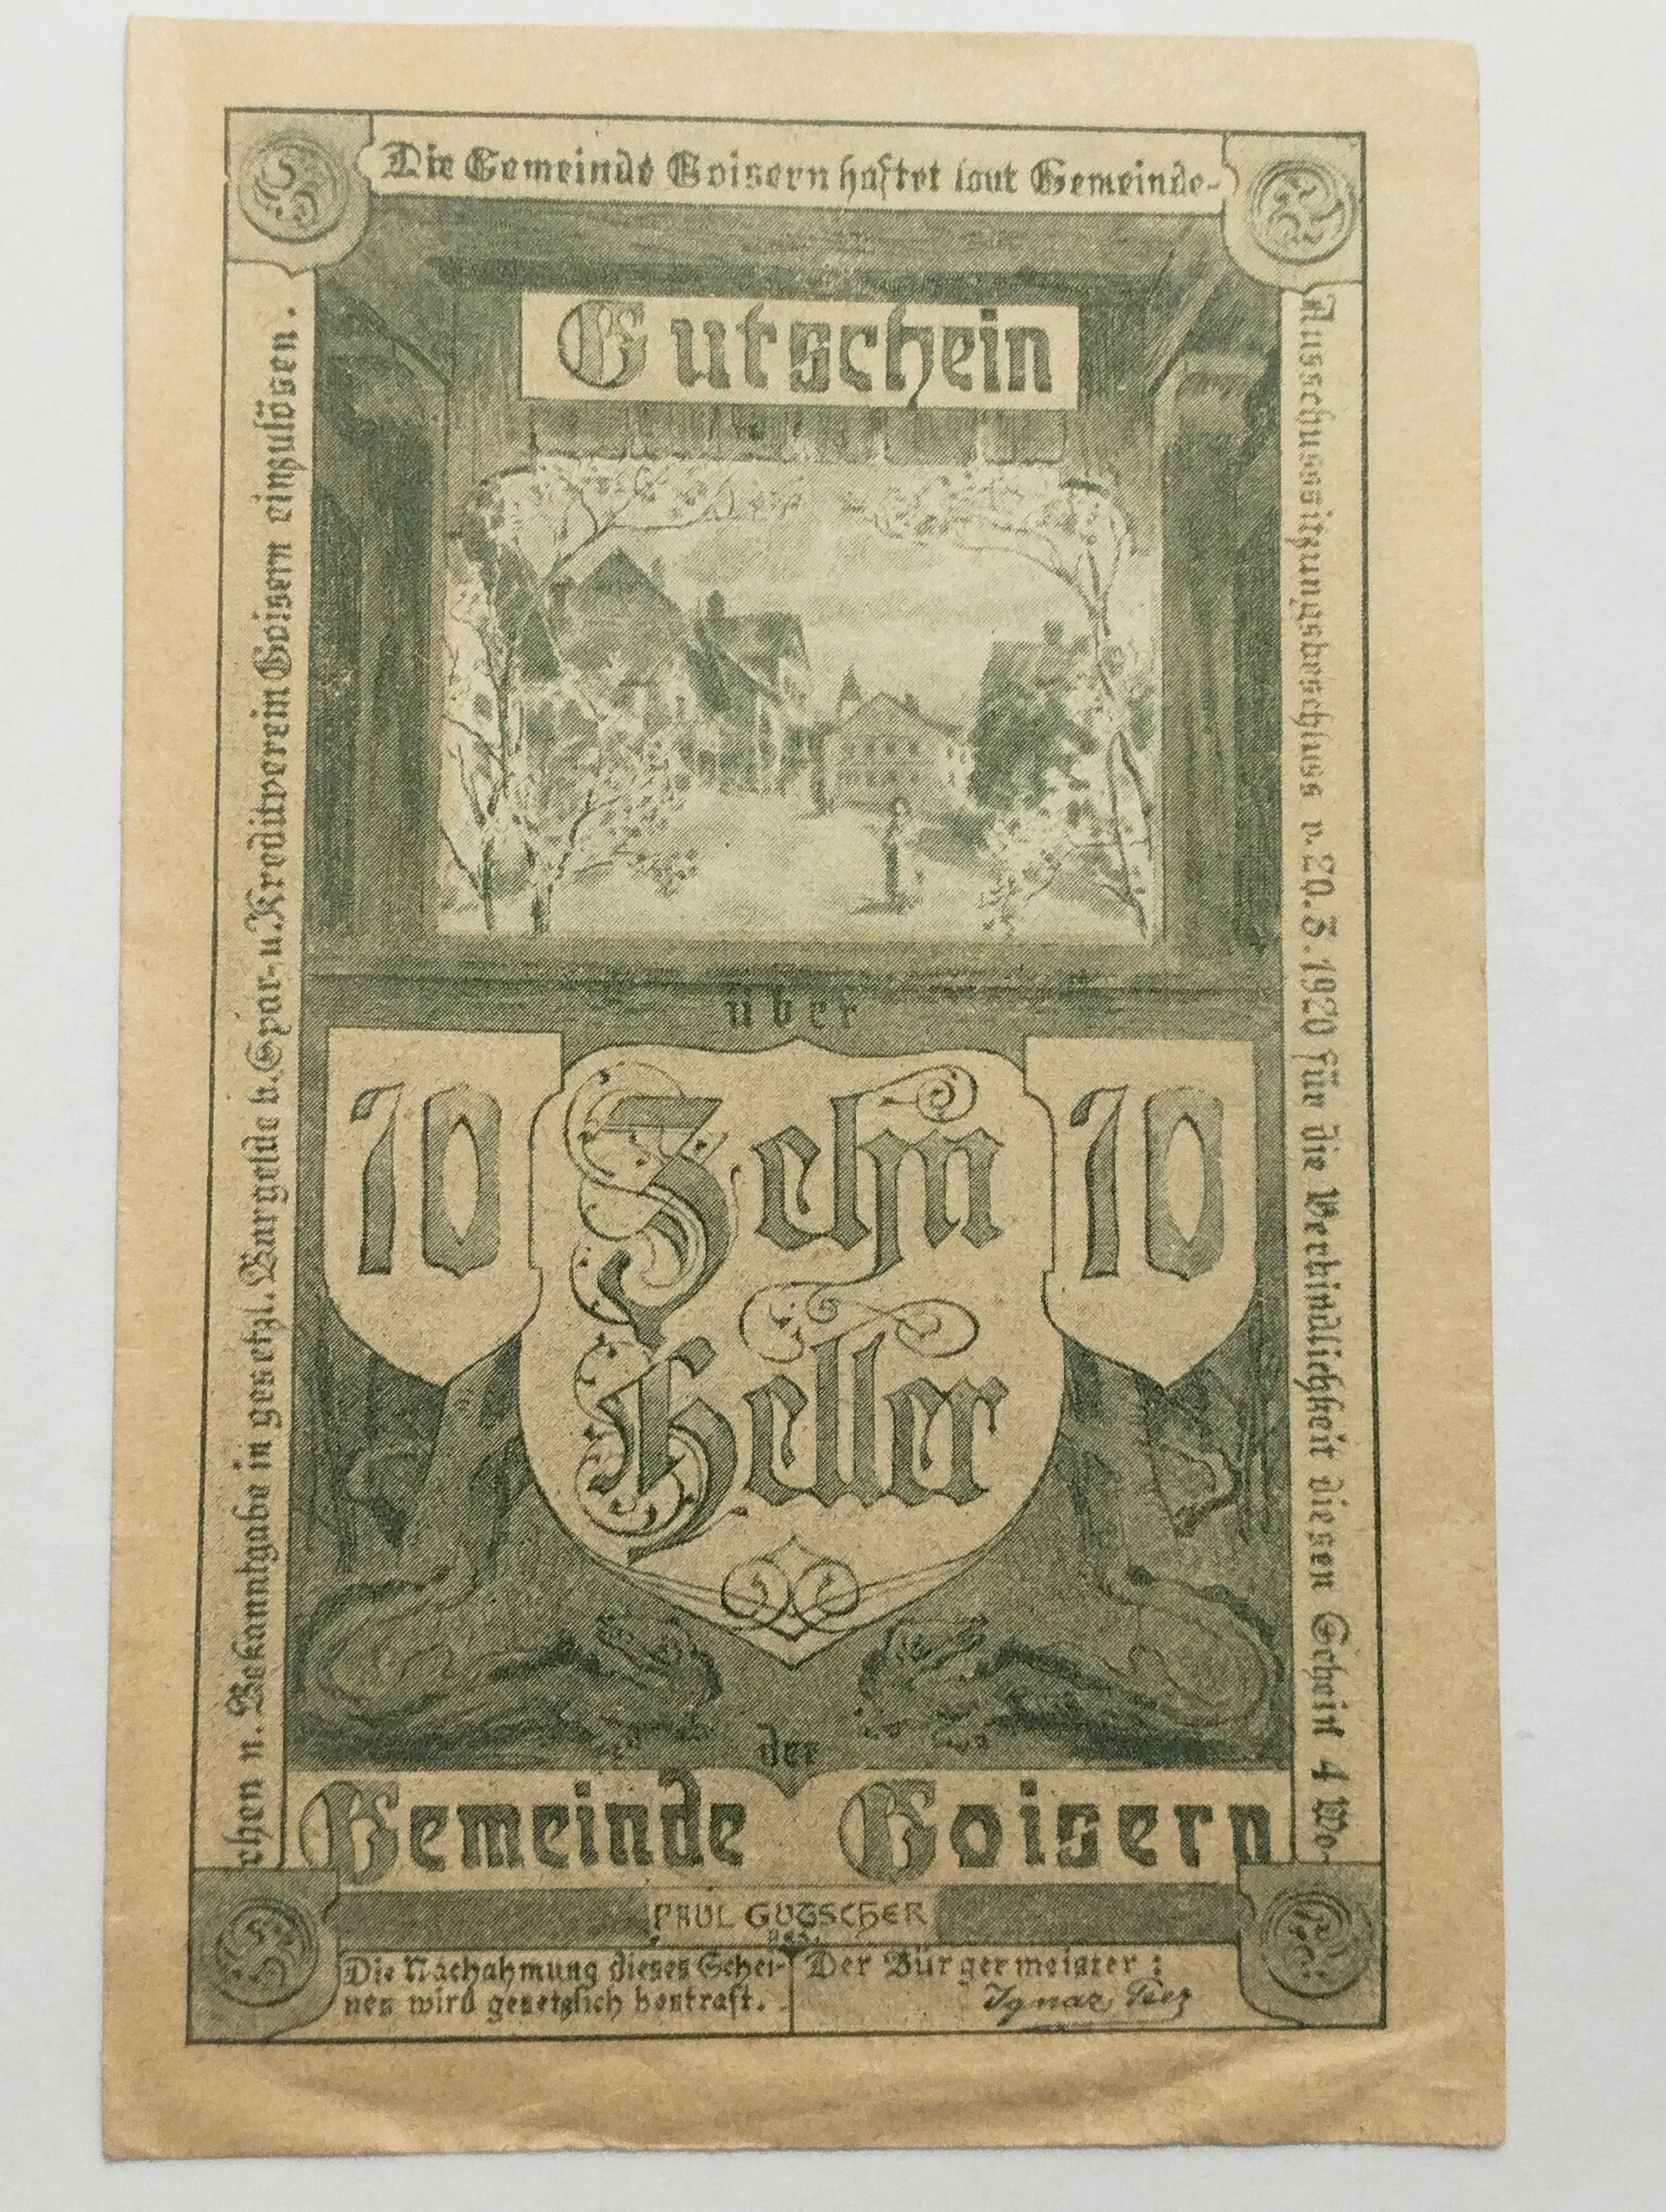 Die Gemeinde Goisern haftet laut Gemeinde-
Ausschusssitzungsbeschluss v. 20. 3. 1920 für die Verbindlichkeit diesen Schein 4 Wo-
chen n. Bekanntgabe in gesetzl. Bargelde b. Spar- u. Kreditverein Goisern einzulösen.
Gutschein
über
10 Zehn 10
Heller
der
Gemeinde Goisern
PAUL GUTSCHER
Die Nachahmung dieses Schei-
nes wird gesetzlich bestraft.
Der Bürgermeister:
Ignaz